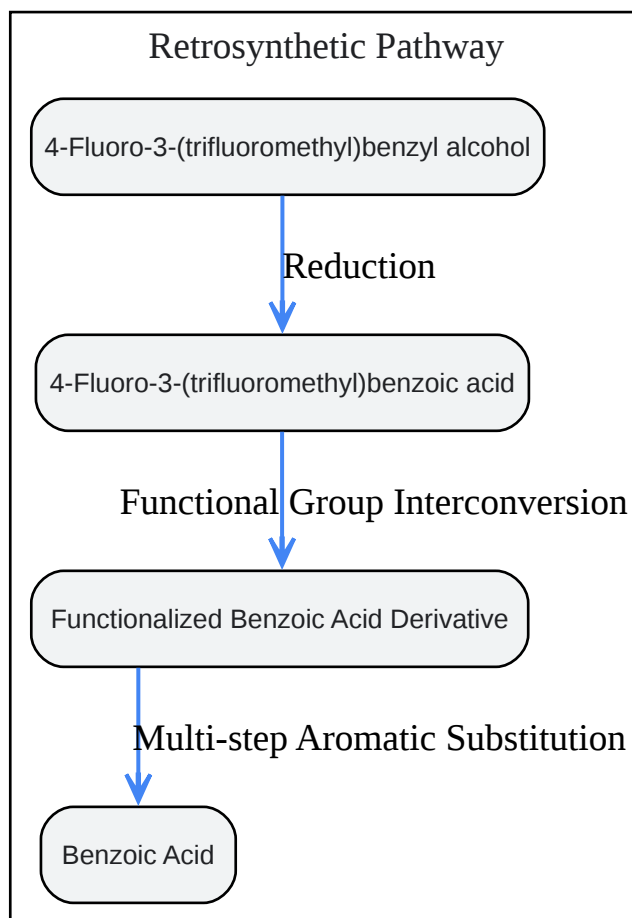 Retrosynthetic Pathway
4-Fluoro-3-(trifluoromethyl)benzyl alcohol
Reduction
4-Fluoro-3-(trifluoromethyl)benzoic acid
Functional Group Interconversion
Functionalized Benzoic Acid Derivative
Multi-step Aromatic Substitution
Benzoic Acid